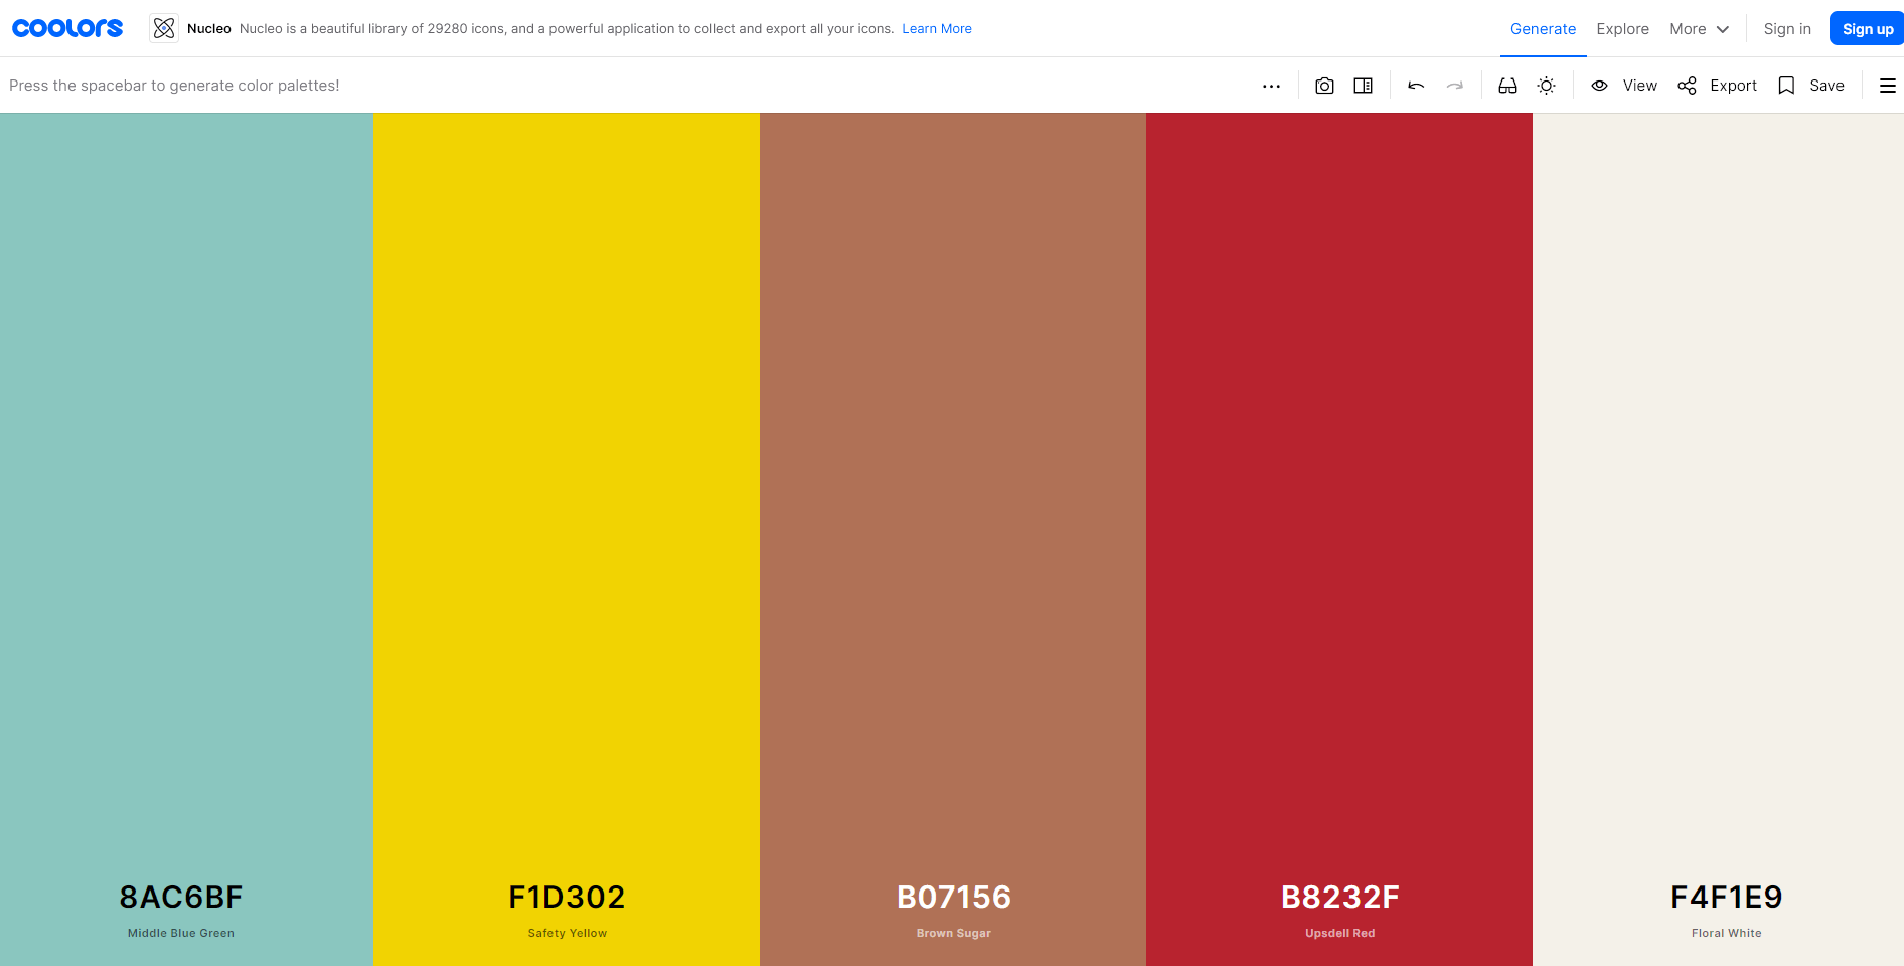 coolors
Nucleo Nucleo is a beautiful library of 29280 icons, and a powerful application to collect and export all your icons. Learn More
Generate Explore More Sign in Sign up
Press the spacebar to generate color palettes!
View Export Save
8AC6BF
Middle Blue Green
F1D302
Safety Yellow
B07156
Brown Sugar
B8232F
Upsdell Red
F4F1E9
Floral White